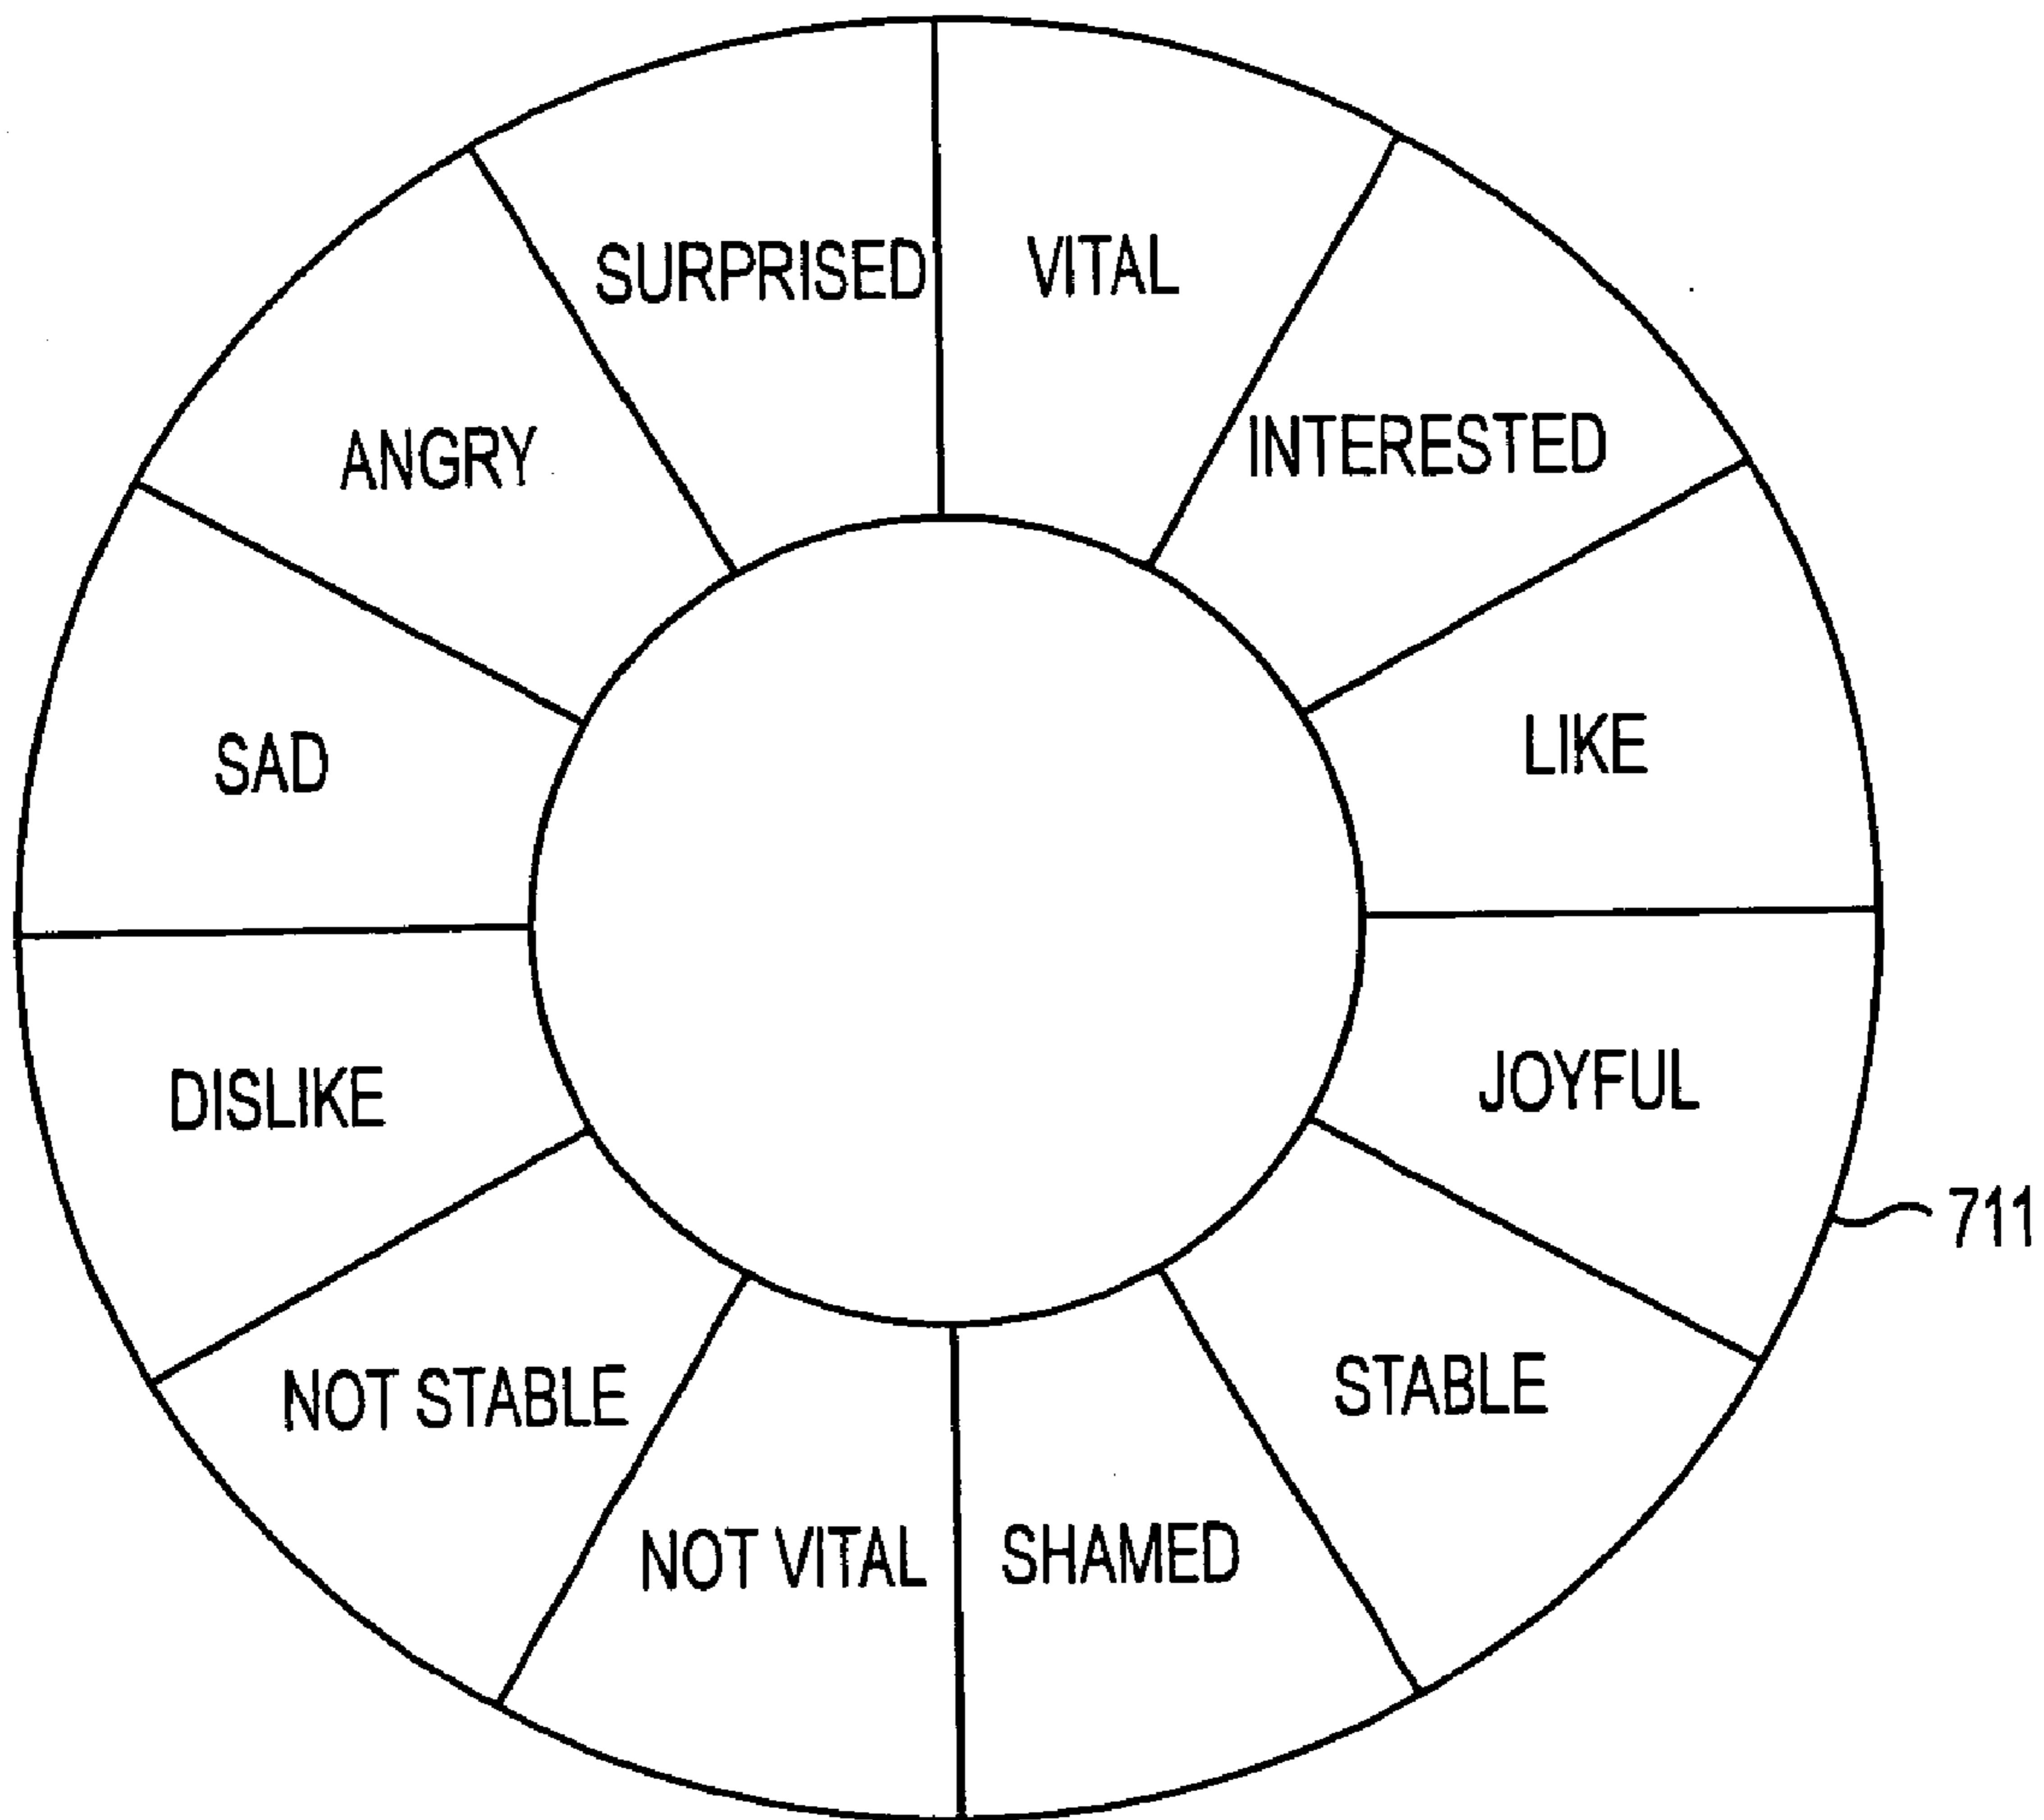 SURPRISED
VITAL
ANGRY
INTERESTED
SAD
LIKE
DISLIKE
JOYFUL
711
NOT STABLE
STABLE
NOT VITAL
SHAMED